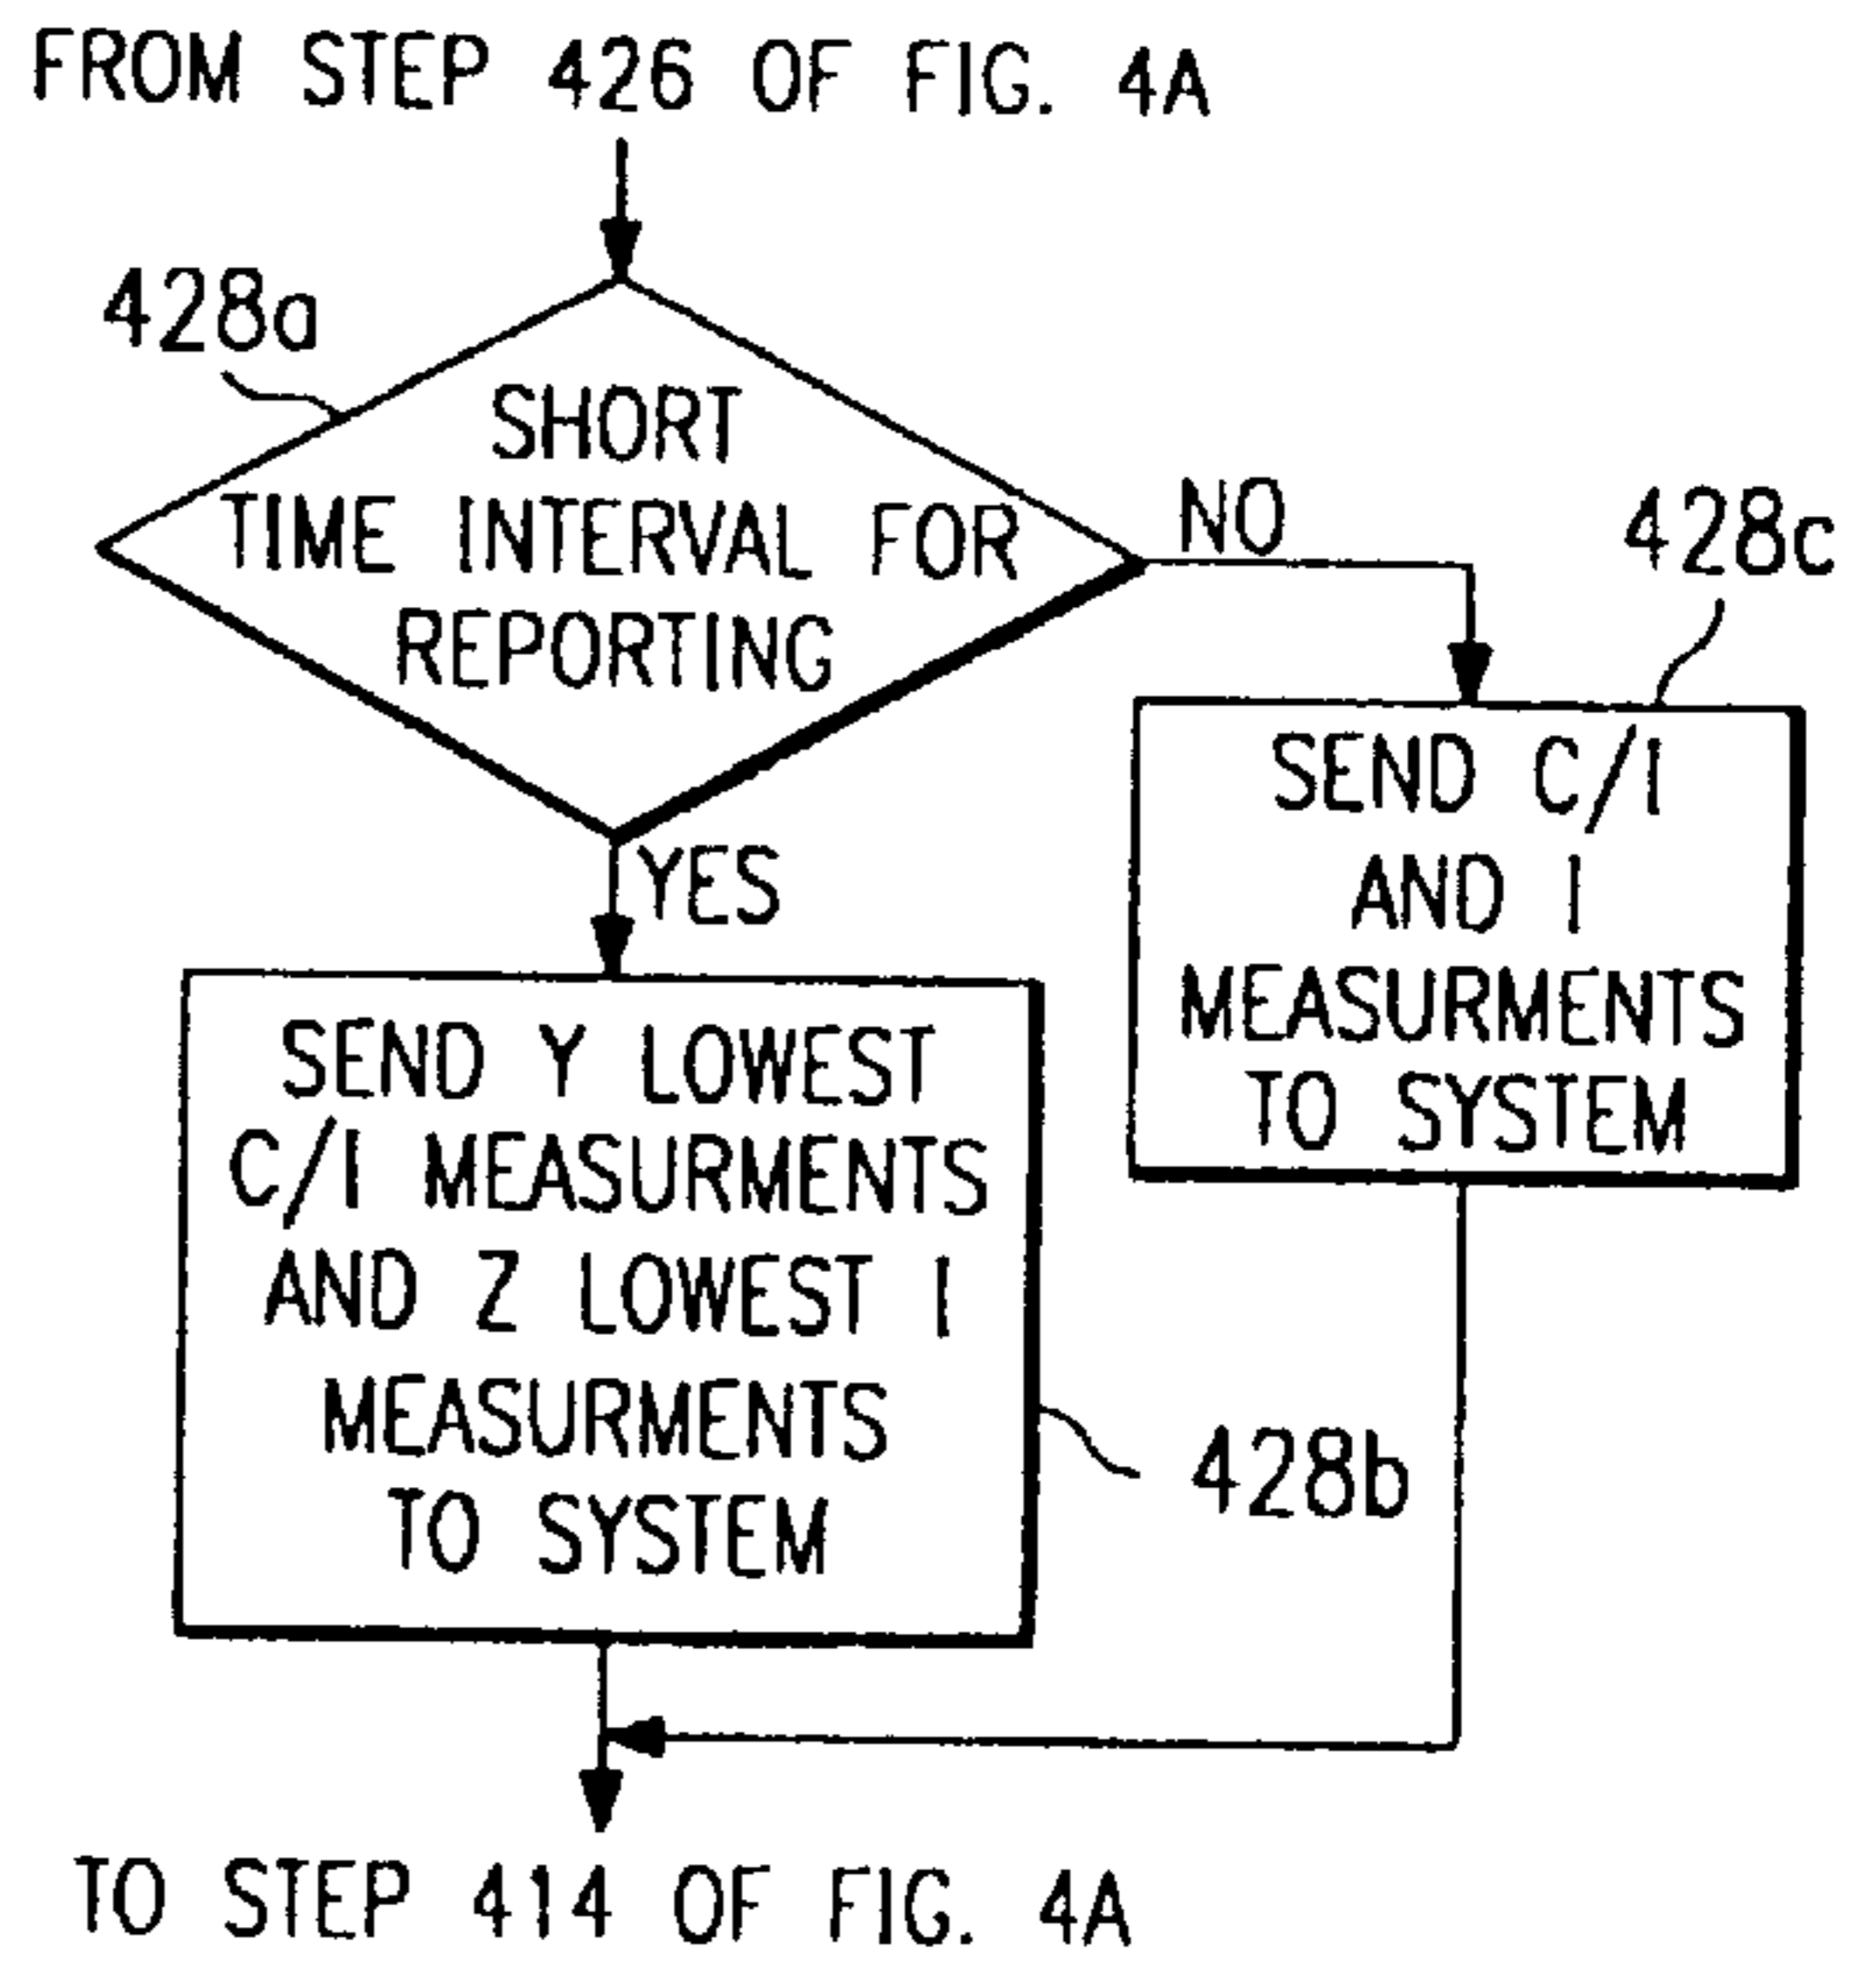 FROM STEP 426 OF FIG. 4A
428a
SHORT
TIME INTERVAL FOR
REPORTING
NO
428c
SEND C/I
AND I
MEASURMENTS
TO SYSTEM
YES
SEND Y LOWEST
C/I MEASURMENTS
AND Z LOWEST I
MEASURMENTS
TO SYSTEM
428b
TO STEP 414 OF FIG. 4A